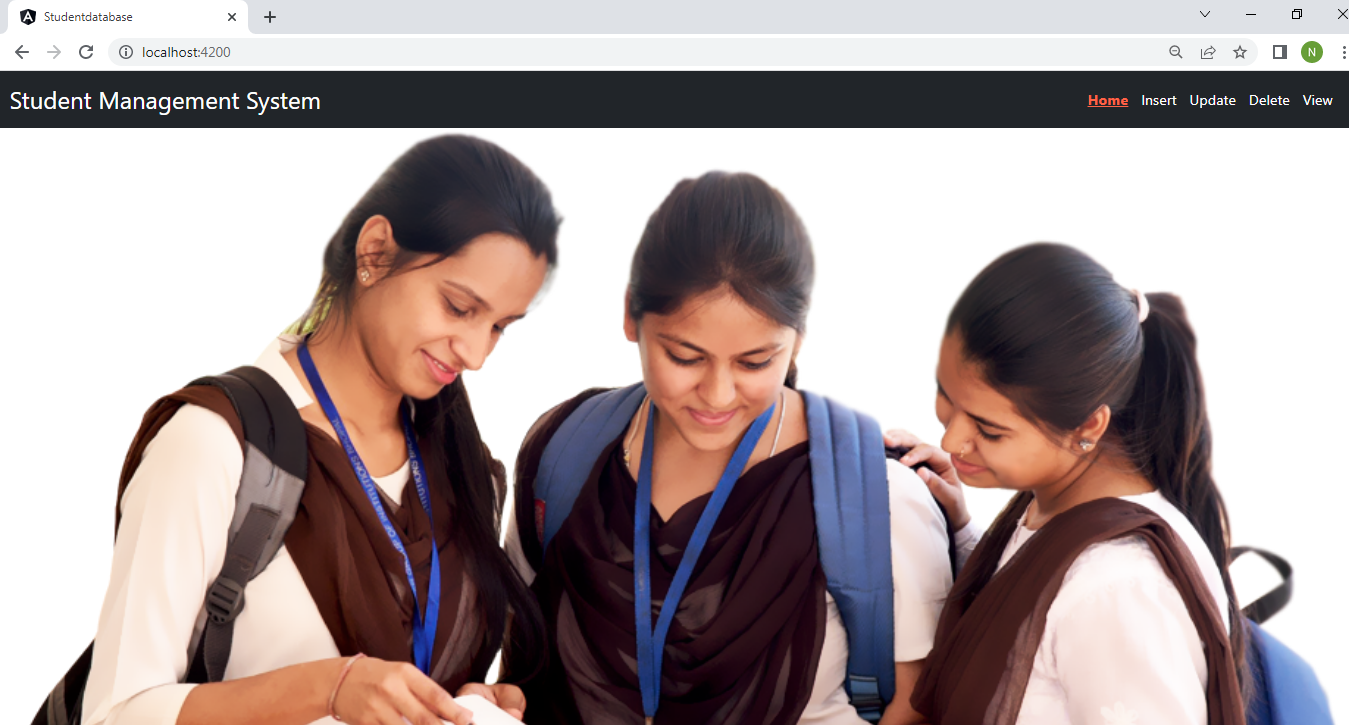 Studentdatabase
localhost:4200
N
Student Management System
Home Insert Update Delete View